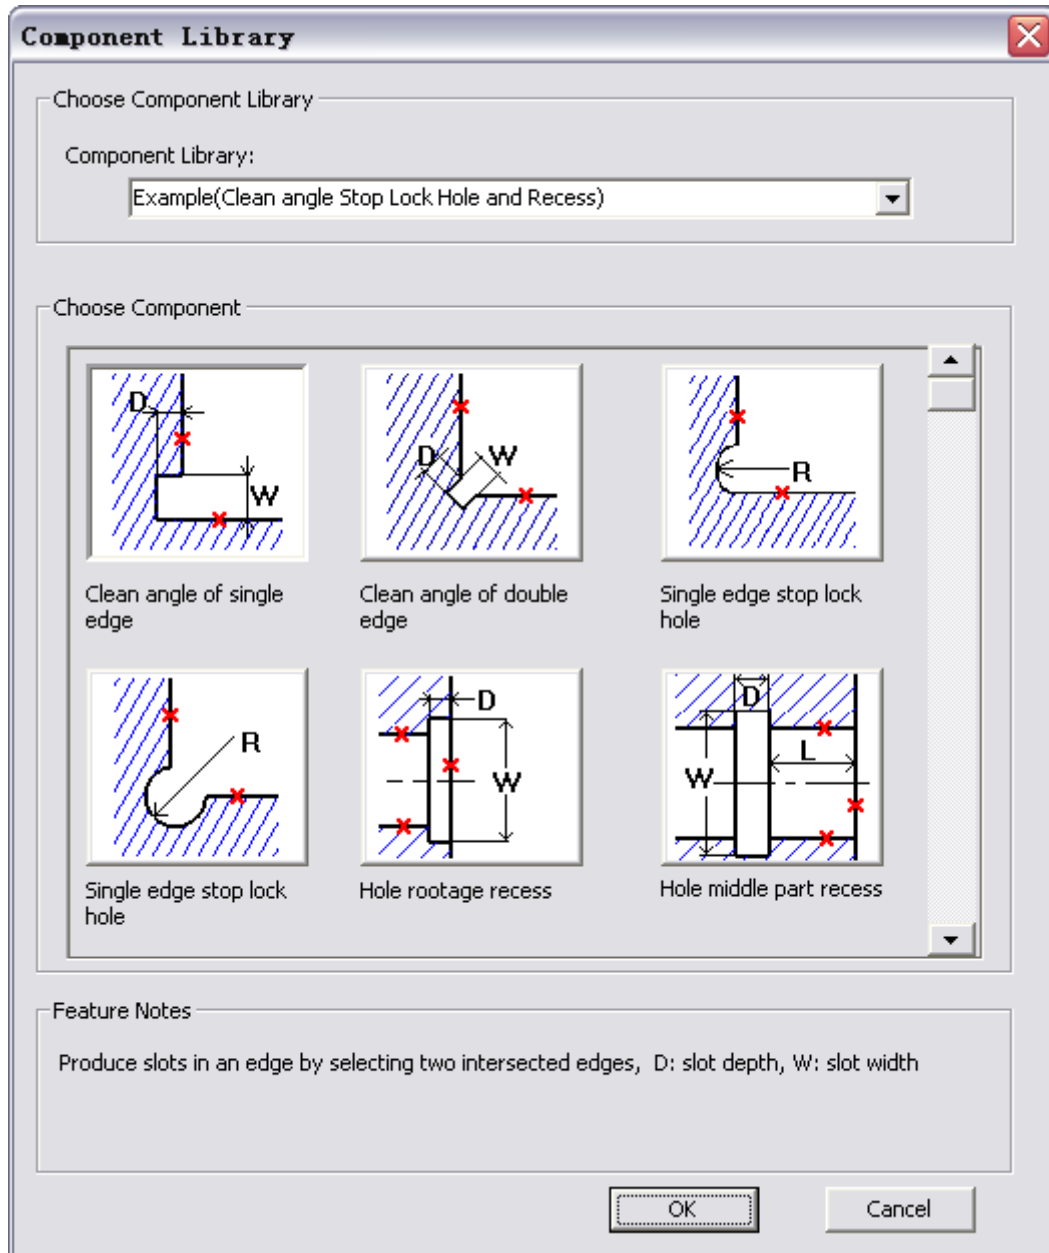 Component Library
Choose Component Library
Component Library:
Example(Clean angle Stop Lock Hole and Recess)
Choose Component
D
W
D
W
R
Clean angle of single
edge
Clean angle of double
edge
Single edge stop lock
hole
R
D
W
D
L
W
Single edge stop lock
hole
Hole rootage recess
Hole middle part recess
Feature Notes
Produce slots in an edge by selecting two intersected edges, D: slot depth, W: slot width
OK
Cancel